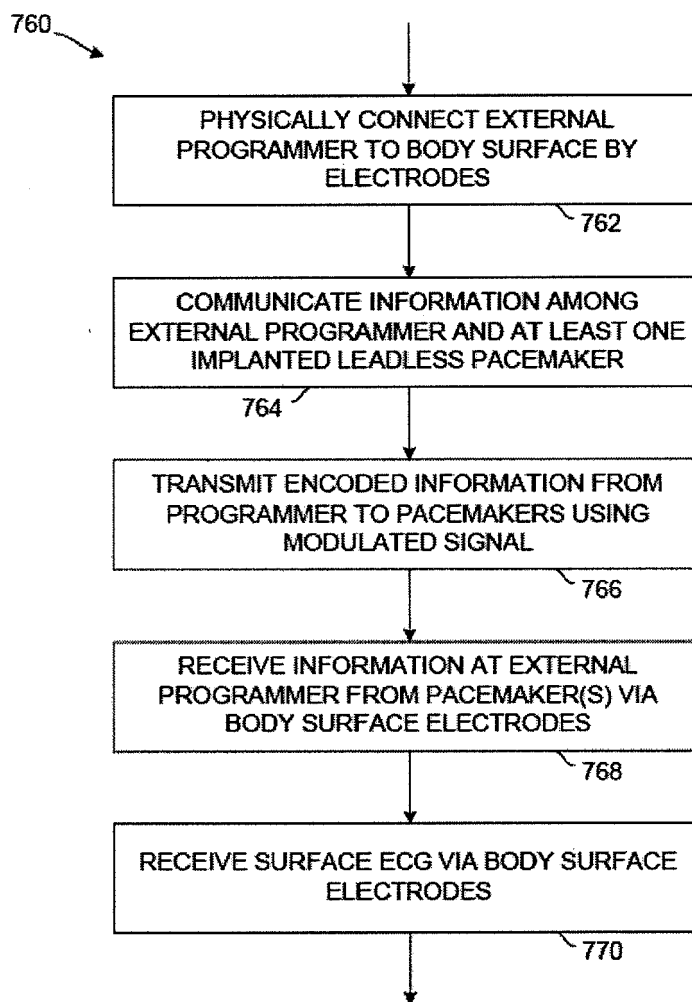 760
PHYSICALLY CONNECT EXTERNAL
PROGRAMMER TO BODY SURFACE BY
ELECTRODES
762
COMMUNICATE INFORMATION AMONG
EXTERNAL PROGRAMMER AND AT LEAST ONE
IMPLANTED LEADLESS PACEMAKER
764
TRANSMIT ENCODED INFORMATION FROM
PROGRAMMER TO PACEMAKERS USING
MODULATED SIGNAL
766
RECEIVE INFORMATION AT EXTERNAL
PROGRAMMER FROM PACEMAKER(S) VIA
BODY SURFACE ELECTRODES
768
RECEIVE SURFACE ECG VIA BODY SURFACE
ELECTRODES
770